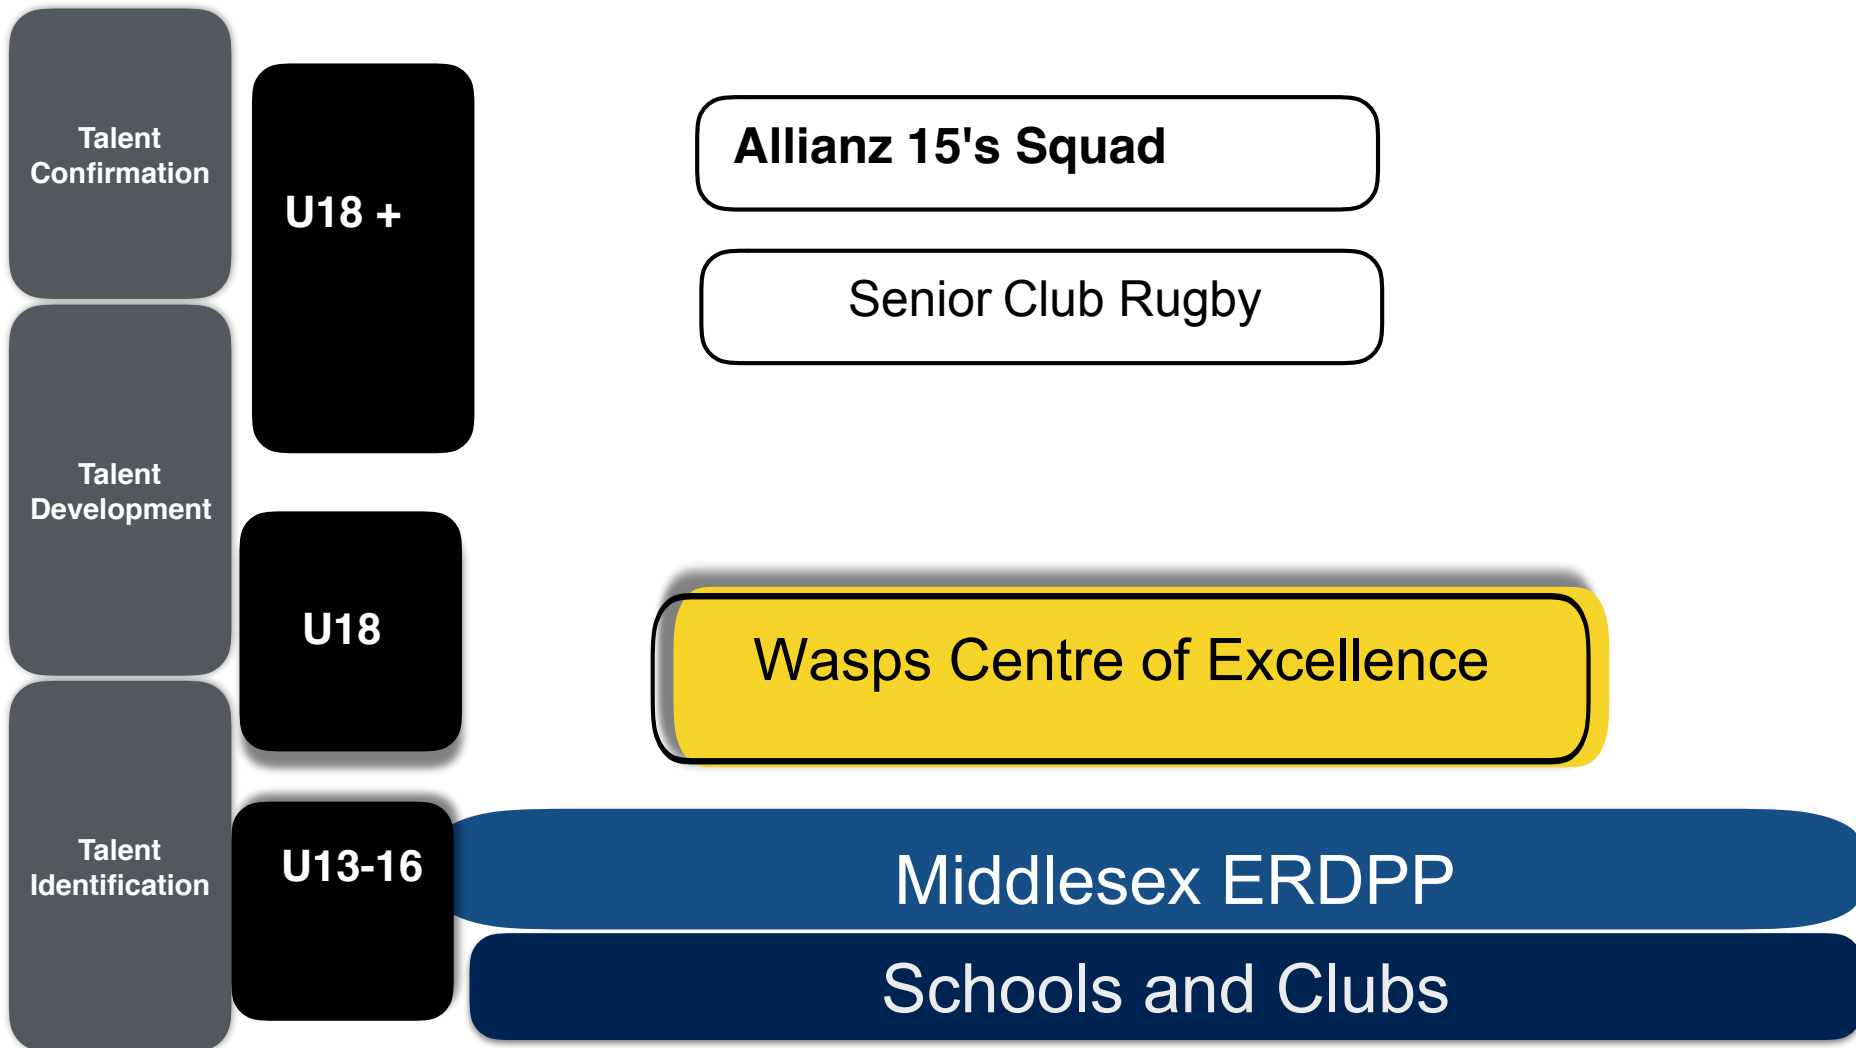 Talent
Confirmation
U18 +
Allianz 15's Squad
Senior Club Rugby
Talent
Development
U18
Wasps Centre of Excellence
Talent
Identification
U13-16
Middlesex ERDPP
Schools and Clubs